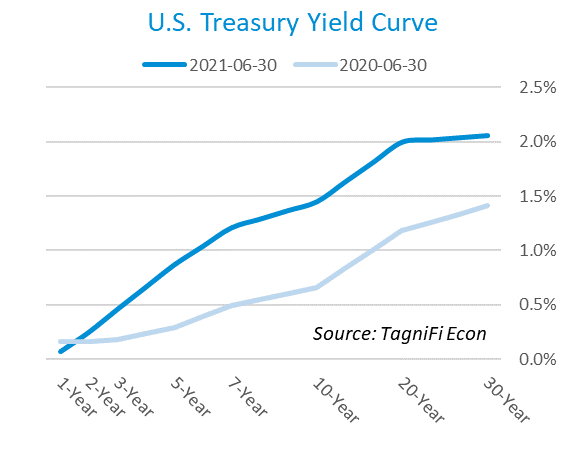 U.S. Treasury Yield Curve
2021-06-30 2020-06-30
2.5%
2.0%
1.5%
1.0%
0.5%
Source: TagniFi Econ
0.0%
1-Year 2-Year 3-Year 5-Year 7-Year 10-Year 20-Year 30-Year